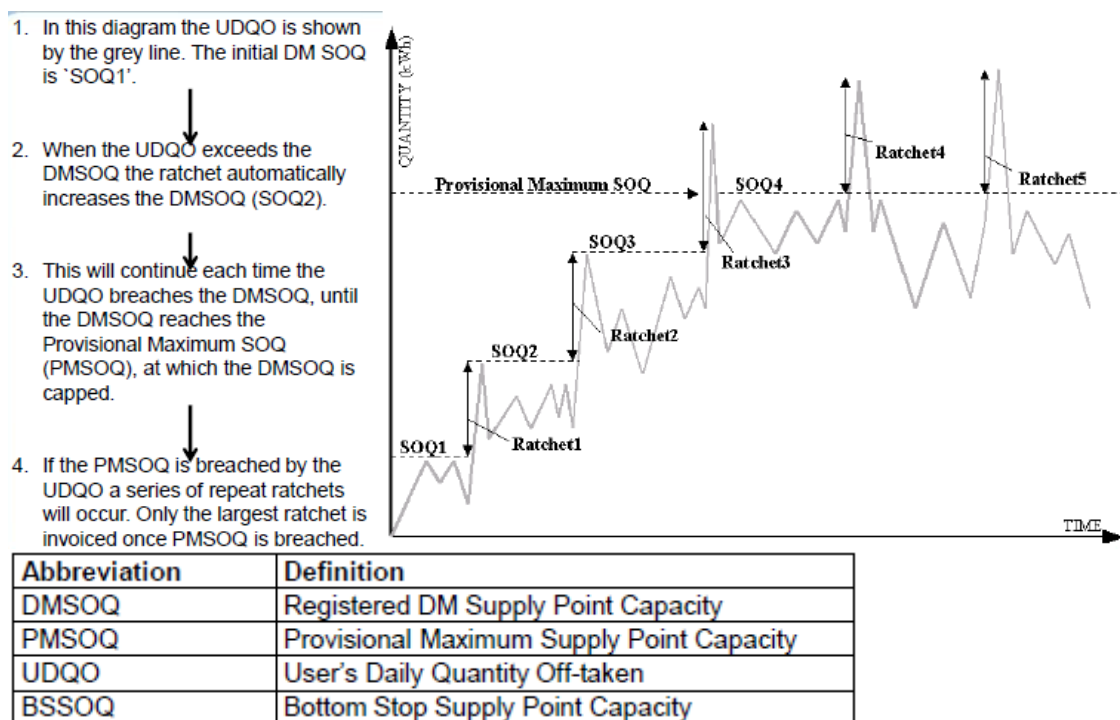 1. In this diagram the UDQO is shown
by the grey line. The initial DM SOQ
is `SOQ1'.
2. When the UDQO exceeds the
DMSOQ the ratchet automatically
increases the DMSOQ (SOQ2).
3. This will continue each time the
UDQO breaches the DMSOQ, until
the DMSOQ reaches the
Provisional Maximum SOQ
(PMSOQ), at which the DMSOQ is
capped.
4. If the PMSOQ is breached by the
UDQO a series of repeat ratchets
will occur. Only the largest ratchet is
invoiced once PMSOQ is breached.
QUANTITY (kWh)
Provisional Maximum SOQ
SOQ4
Ratchet4
Ratchet5
SOQ3
Ratchet3
SOQ2
Ratchet2
SOQ1
Ratchet1
TIME
Abbreviation Definition
DMSOQ Registered DM Supply Point Capacity
PMSOQ Provisional Maximum Supply Point Capacity
UDQO User's Daily Quantity Off-taken
BSSOQ Bottom Stop Supply Point Capacity